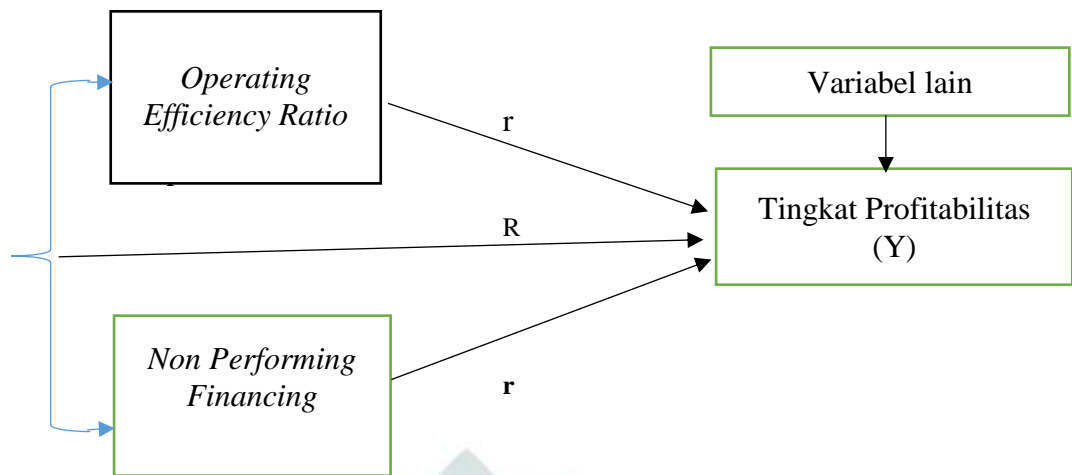 Operating
Efficiency Ratio
Variabel lain
r
Tingkat Profitabilitas
(Y)
R
Non Performing
Financing
r